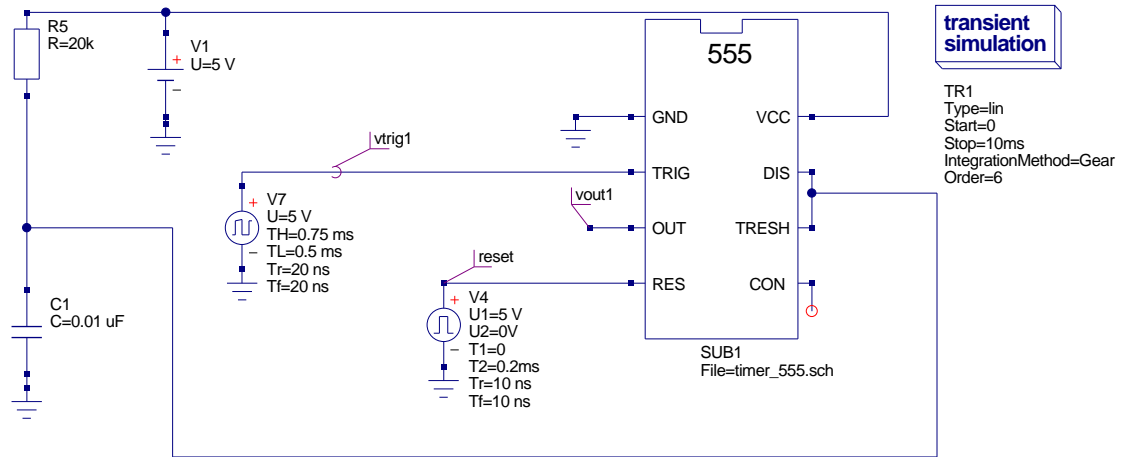 R5
R=20k
V1
U=5 V
+
−
555
GND
VCC
TRIG
DIS
OUT
TRESH
RES
CON
SUB1
File=timer_555.sch
transient
simulation
TR1
Type=lin
Start=0
Stop=10ms
IntegrationMethod=Gear
Order=6
vtrig1
+
−
V7
U=5 V
TH=0.75 ms
TL=0.5 ms
Tr=20 ns
Tf=20 ns
vout1
reset
+
−
V4
U1=5 V
U2=0V
T1=0
T2=0.2ms
Tr=10 ns
Tf=10 ns
C1
C=0.01 uF